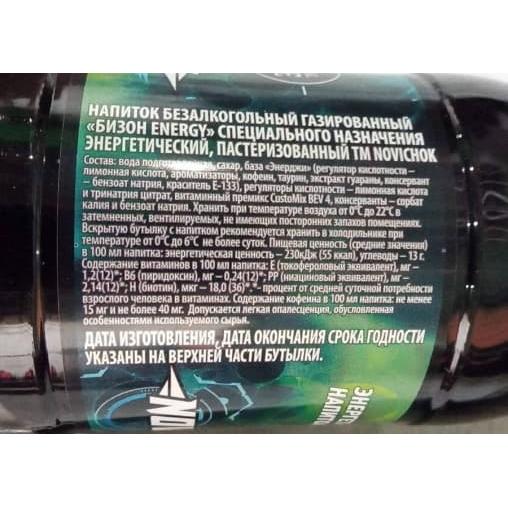 НАПИТОК БЕЗАЛКОГОЛЬНЫЙ ГАЗИРОВАННЫЙ
«БИЗОН ENERGY» СПЕЦИАЛЬНОГО НАЗНАЧЕНИЯ
ЭНЕРГЕТИЧЕСКИЙ, ПАСТЕРИЗОВАННЫЙ ТМ NOVICHOK
Состав: вода подготовленная, сахар, база «Энерджи» (регулятор кислотности –
лимонная кислота, ароматизаторы, кофеин, таурин, экстракт гуараны, консервант
– бензоат натрия, краситель Е-133), регуляторы кислотности – лимонная кислота
и тринатрия цитрат, витаминный премикс CustoMix BEV 4, консерванты – сорбат
калия и бензоат натрия. Хранить при температуре воздуха от 0°С до 22°С в
затемненных, вентилируемых, не имеющих посторонних запахов помещениях.
Вскрытую бутылку с напитком рекомендуется хранить в холодильнике при
температуре от 0°С до 6°С не более суток. Пищевая ценность (средние значения)
в 100 мл напитка: энергетическая ценность – 230кДж (55 ккал), углеводы – 13 г.
Содержание витаминов в 100 мл напитка: Е (токофероловый эквивалент), мг –
1,2(12)*; В6 (пиридоксин), мг – 0,24(12)*; РР (ниациновый эквивалент), мг –
2,14(12)*; Н (биотин), мкг – 18,0 (36)*.*- процент от средней суточной потребности
взрослого человека в витаминах. Содержание кофеина в 100 мл напитка: не менее
15 мг и не более 40 мг. Допускается легкая опалесценция, обусловленная
особенностями используемого сырья.
ДАТА ИЗГОТОВЛЕНИЯ, ДАТА ОКОНЧАНИЯ СРОКА ГОДНОСТИ
УКАЗАНЫ НА ВЕРХНЕЙ ЧАСТИ БУТЫЛКИ.